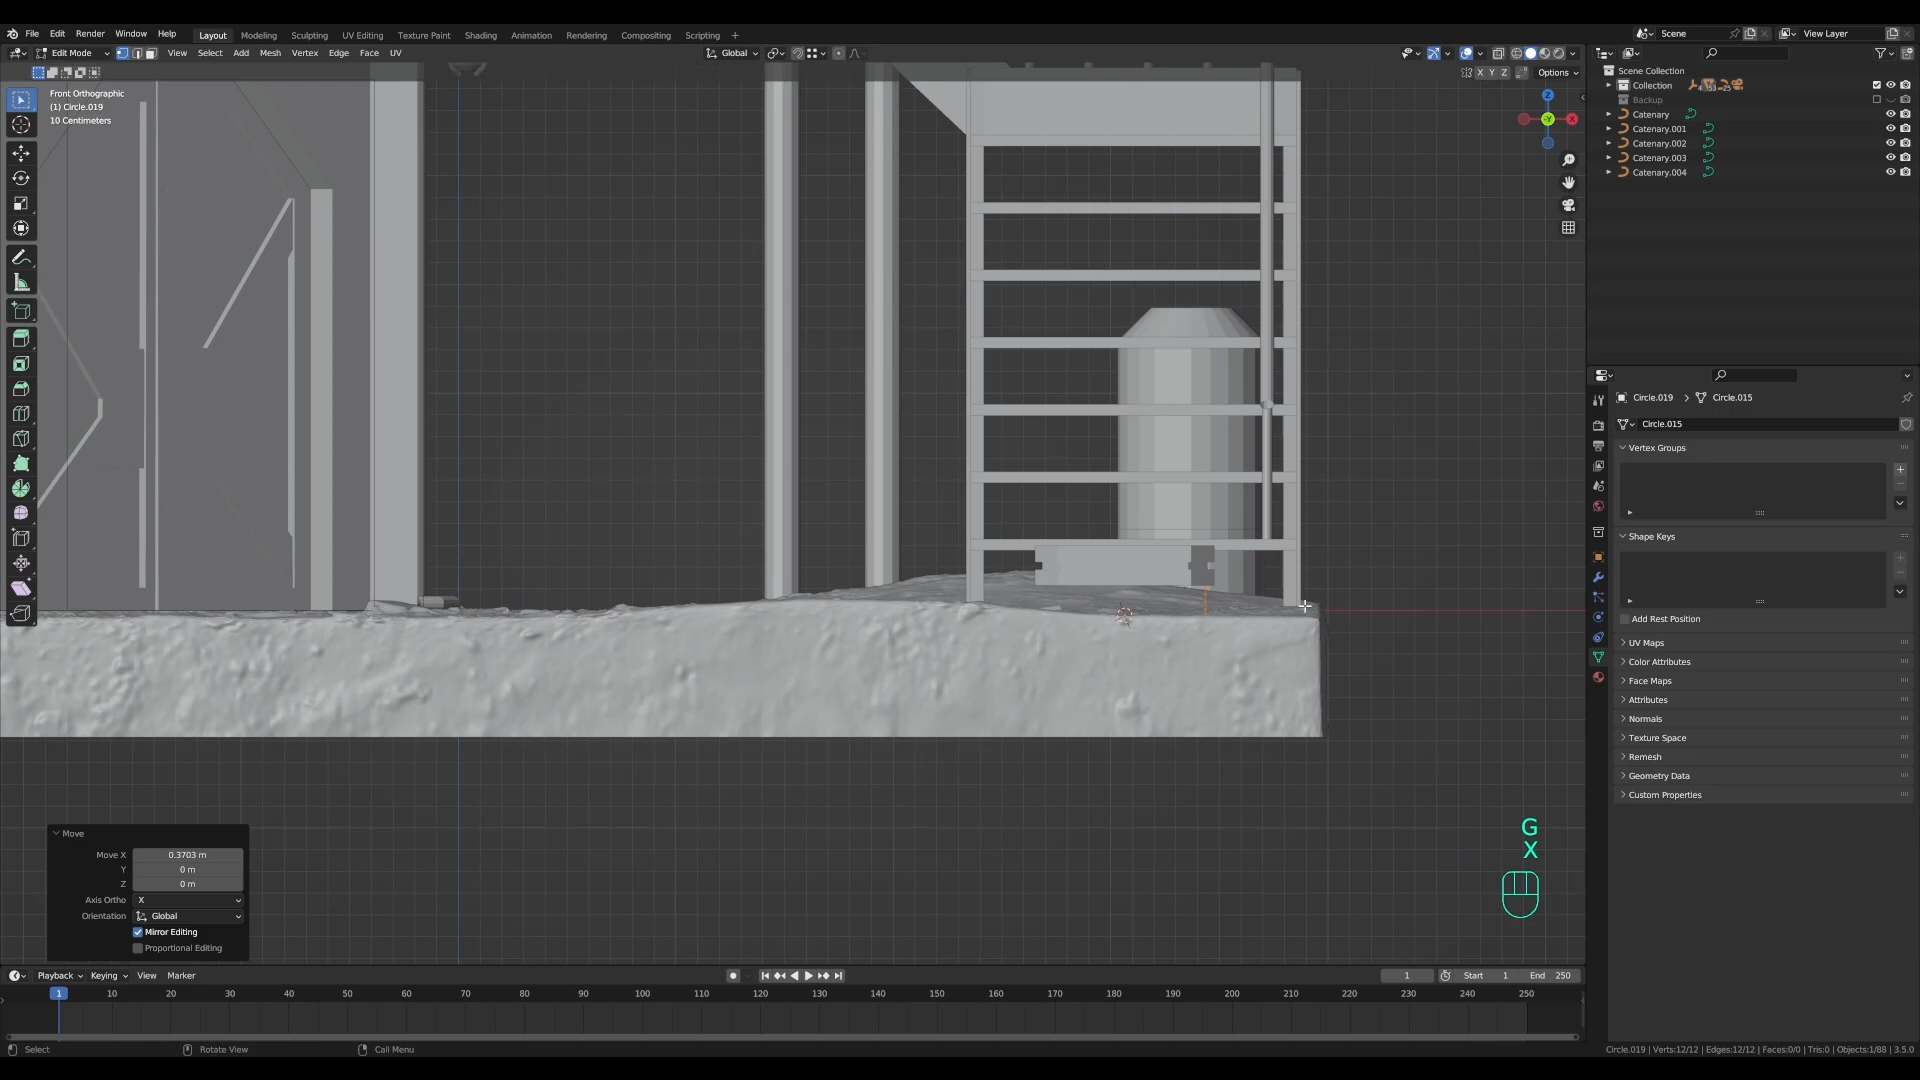 File Edit Render Window Help
Layout Modeling Sculpting UV Editing Texture Paint Shading Animation Rendering Compositing Scripting +
Scene
View Layer
Edit Mode View Select Add Mesh Vertex Edge Face UV
Global
X Y Z
Options
Front Orthographic
(1) Circle.019
10 Centimeters
Z
-Y
X
Scene Collection
Collection
Backup
Catenary
Catenary.001
Catenary.002
Catenary.003
Catenary.004
Circle.019 > Circle.015
Circle.015
Vertex Groups
Shape Keys
Add Rest Position
UV Maps
Color Attributes
Face Maps
Attributes
Normals
Texture Space
Remesh
Geometry Data
Custom Properties
G
X
Move
Move X 0.3703 m
Y 0 m
Z 0 m
Axis Ortho X
Orientation Global
Mirror Editing
Proportional Editing
Playback Keying View Marker
1
Start 1
End 250
1 10 20 30 40 50 60 70 80 90 100 110 120 130 140 150 160 170 180 190 200 210 220 230 240 250
Select
Rotate View
Call Menu
Circle.019 | Verts:12/12 | Edges:12/12 | Faces:0/0 | Tris:0 | Objects:1/88 | 3.5.0